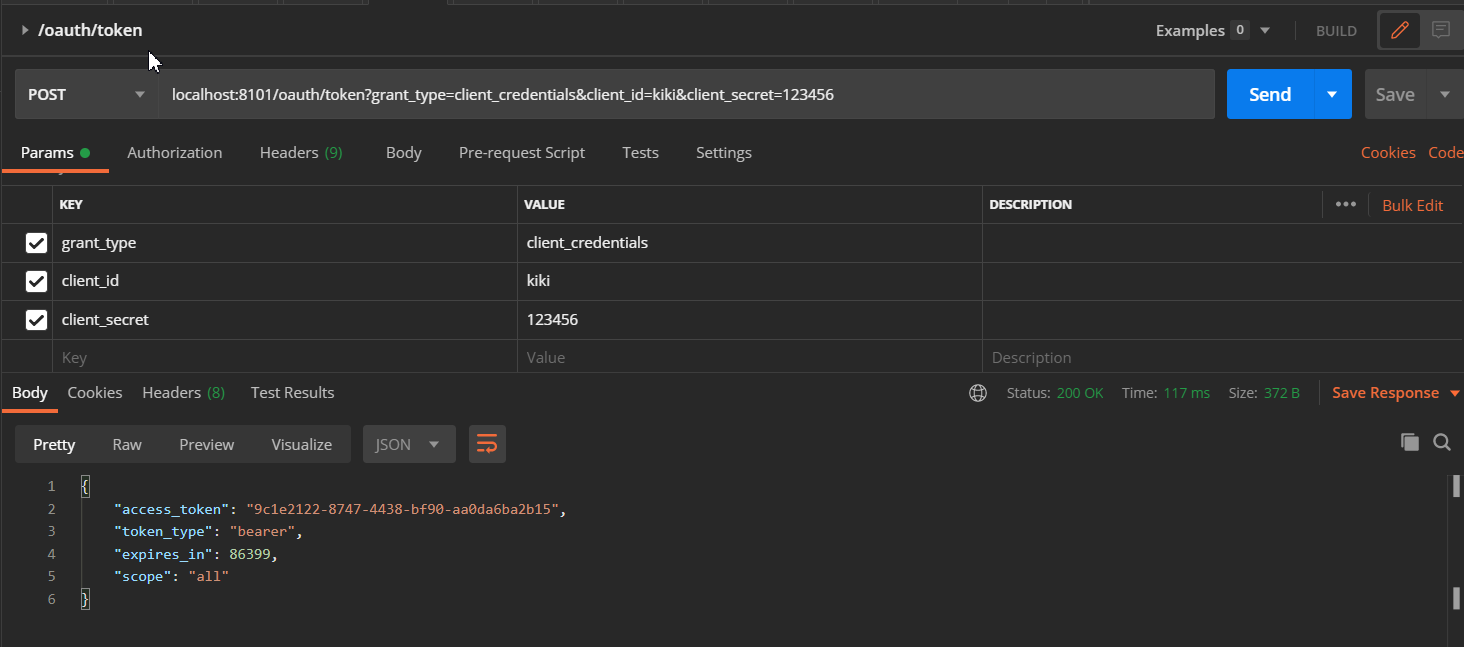 /oauth/token Examples 0 BUILD
POST localhost:8101/oauth/token?grant_type=client_credentials&client_id=kiki&client_secret=123456 Send Save
Params Authorization Headers (9) Body Pre-request Script Tests Settings Cookies Code
KEY VALUE DESCRIPTION ••• Bulk Edit
grant_type client_credentials
client_id kiki
client_secret 123456
Key Value Description
Body Cookies Headers (8) Test Results Status: 200 OK Time: 117 ms Size: 372 B Save Response
Pretty Raw Preview Visualize JSON
1 {
2 "access_token": "9c1e2122-8747-4438-bf90-aa0da6ba2b15",
3 "token_type": "bearer",
4 "expires_in": 86399,
5 "scope": "all"
6 }